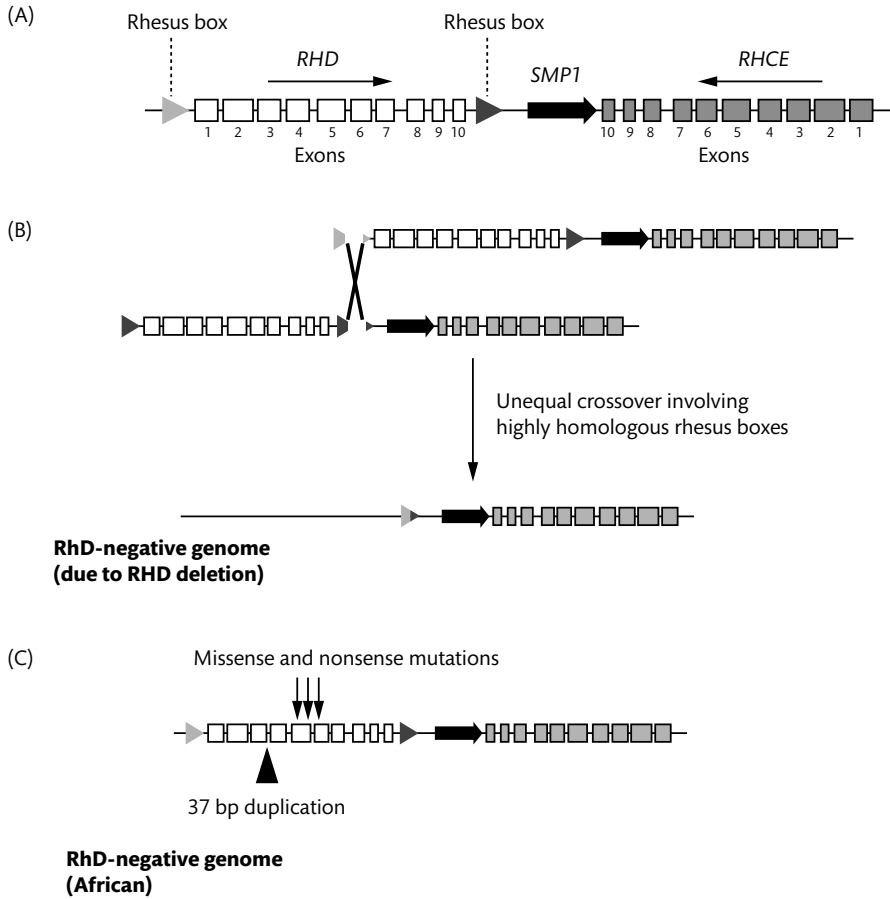 (A)
Rhesus box Rhesus box
RHD SMP1 RHCE
1 2 3 4 5 6 7 8 9 10 10 9 8 7 6 5 4 3 2 1
Exons Exons
(B)
Unequal crossover involving
highly homologous rhesus boxes
RhD-negative genome
(due to RHD deletion)
(C)
Missense and nonsense mutations
37 bp duplication
RhD-negative genome
(African)